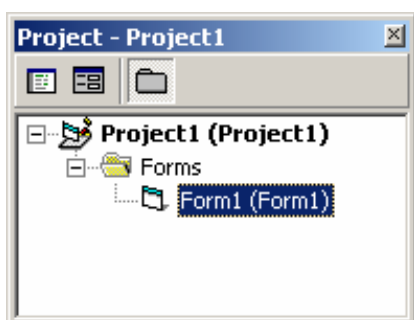 Project - Project1
Project1 (Project1)
Forms
Form1 (Form1)